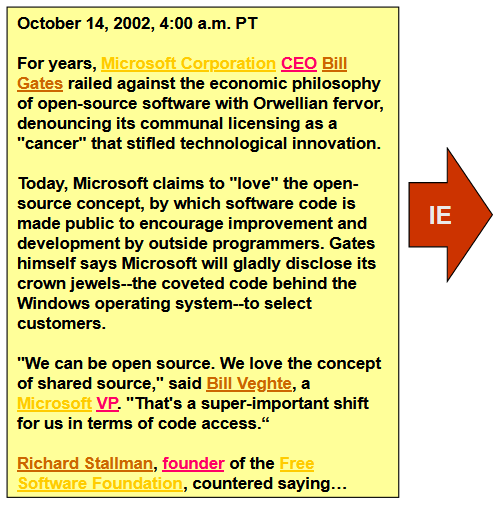 October 14, 2002, 4:00 a.m. PT
For years, Microsoft Corporation CEO Bill
Gates railed against the economic philosophy
of open-source software with Orwellian fervor,
denouncing its communal licensing as a
"cancer" that stifled technological innovation.
Today, Microsoft claims to "love" the open-
source concept, by which software code is
made public to encourage improvement and
development by outside programmers. Gates
himself says Microsoft will gladly disclose its
crown jewels--the coveted code behind the
Windows operating system--to select
customers.
"We can be open source. We love the concept
of shared source," said Bill Veghte, a
Microsoft VP. "That's a super-important shift
for us in terms of code access.“
Richard Stallman, founder of the Free
Software Foundation, countered saying…
IE